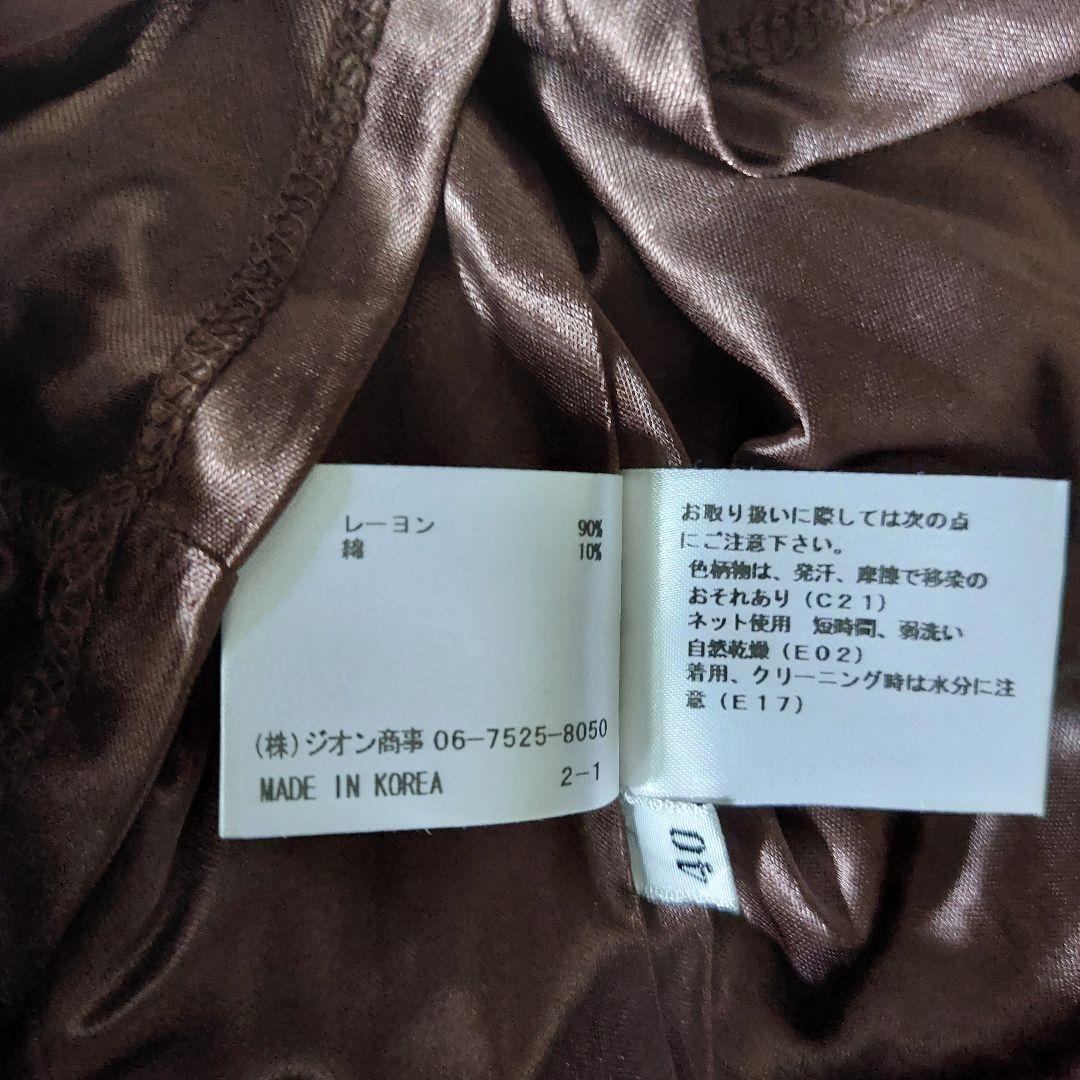 レーヨン 90%
綿 10%
(株)ジオン商事 06-7525-8050
MADE IN KOREA 2-1
お取り扱いに際しては次の点
にご注意下さい。
色柄物は、発汗、摩擦で移染の
おそれあり(C21)
ネット使用 短時間、弱洗い
自然乾燥(E02)
着用、クリーニング時は水分に注
意(E17)
40